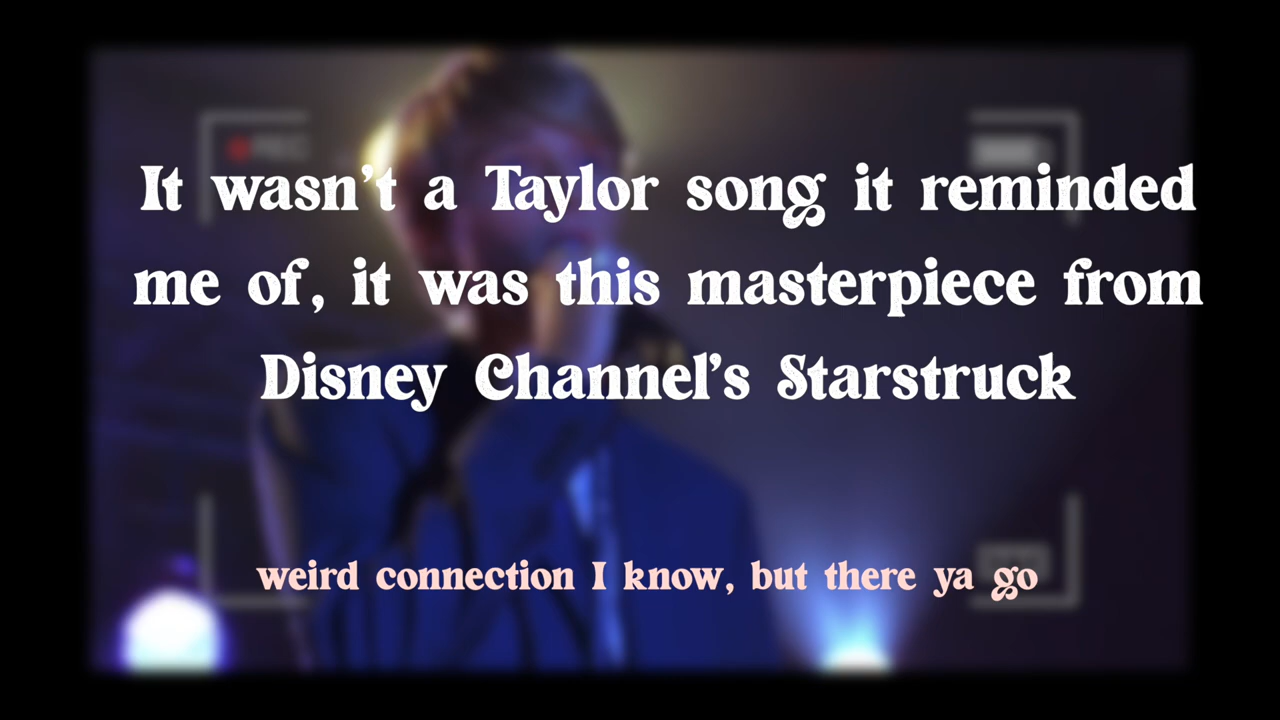 REC
It wasn't a Taylor song it reminded
me of, it was this masterpiece from
Disney Channel's Starstruck
weird connection I know, but there ya go